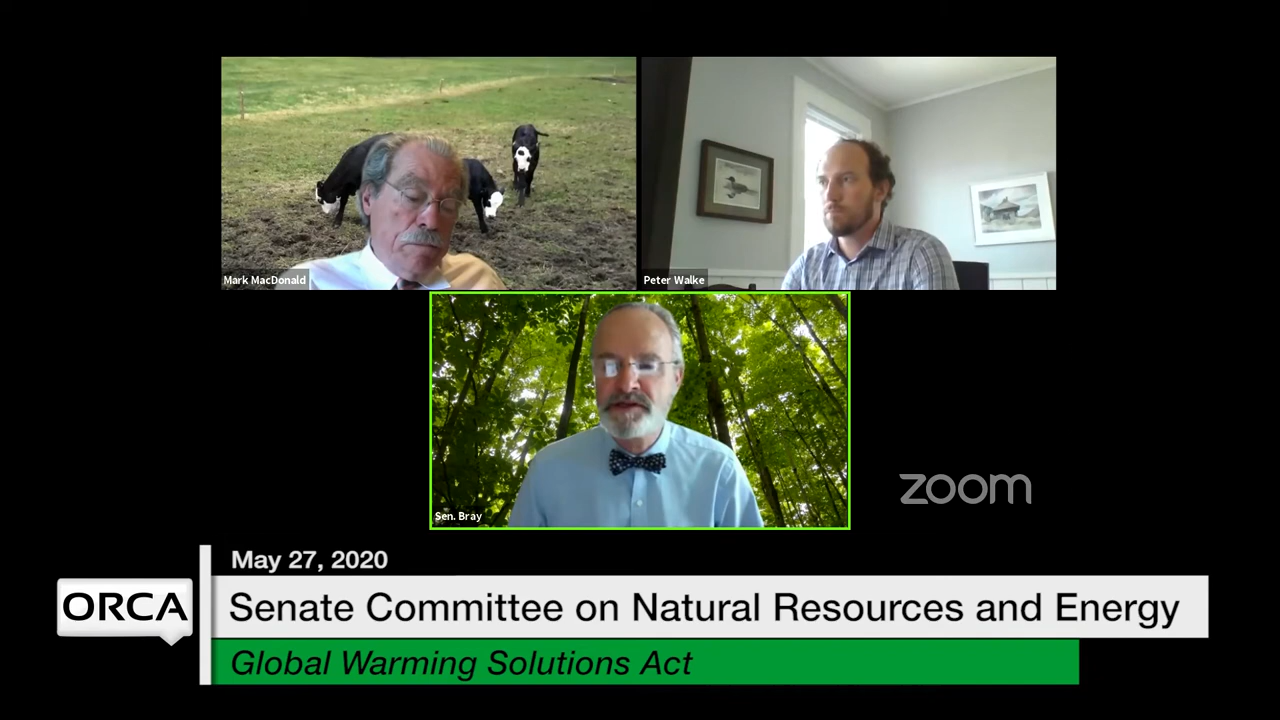 Mark MacDonald
Peter Walke
Sen. Bray
zoom
May 27, 2020
ORCA
Senate Committee on Natural Resources and Energy
Global Warming Solutions Act